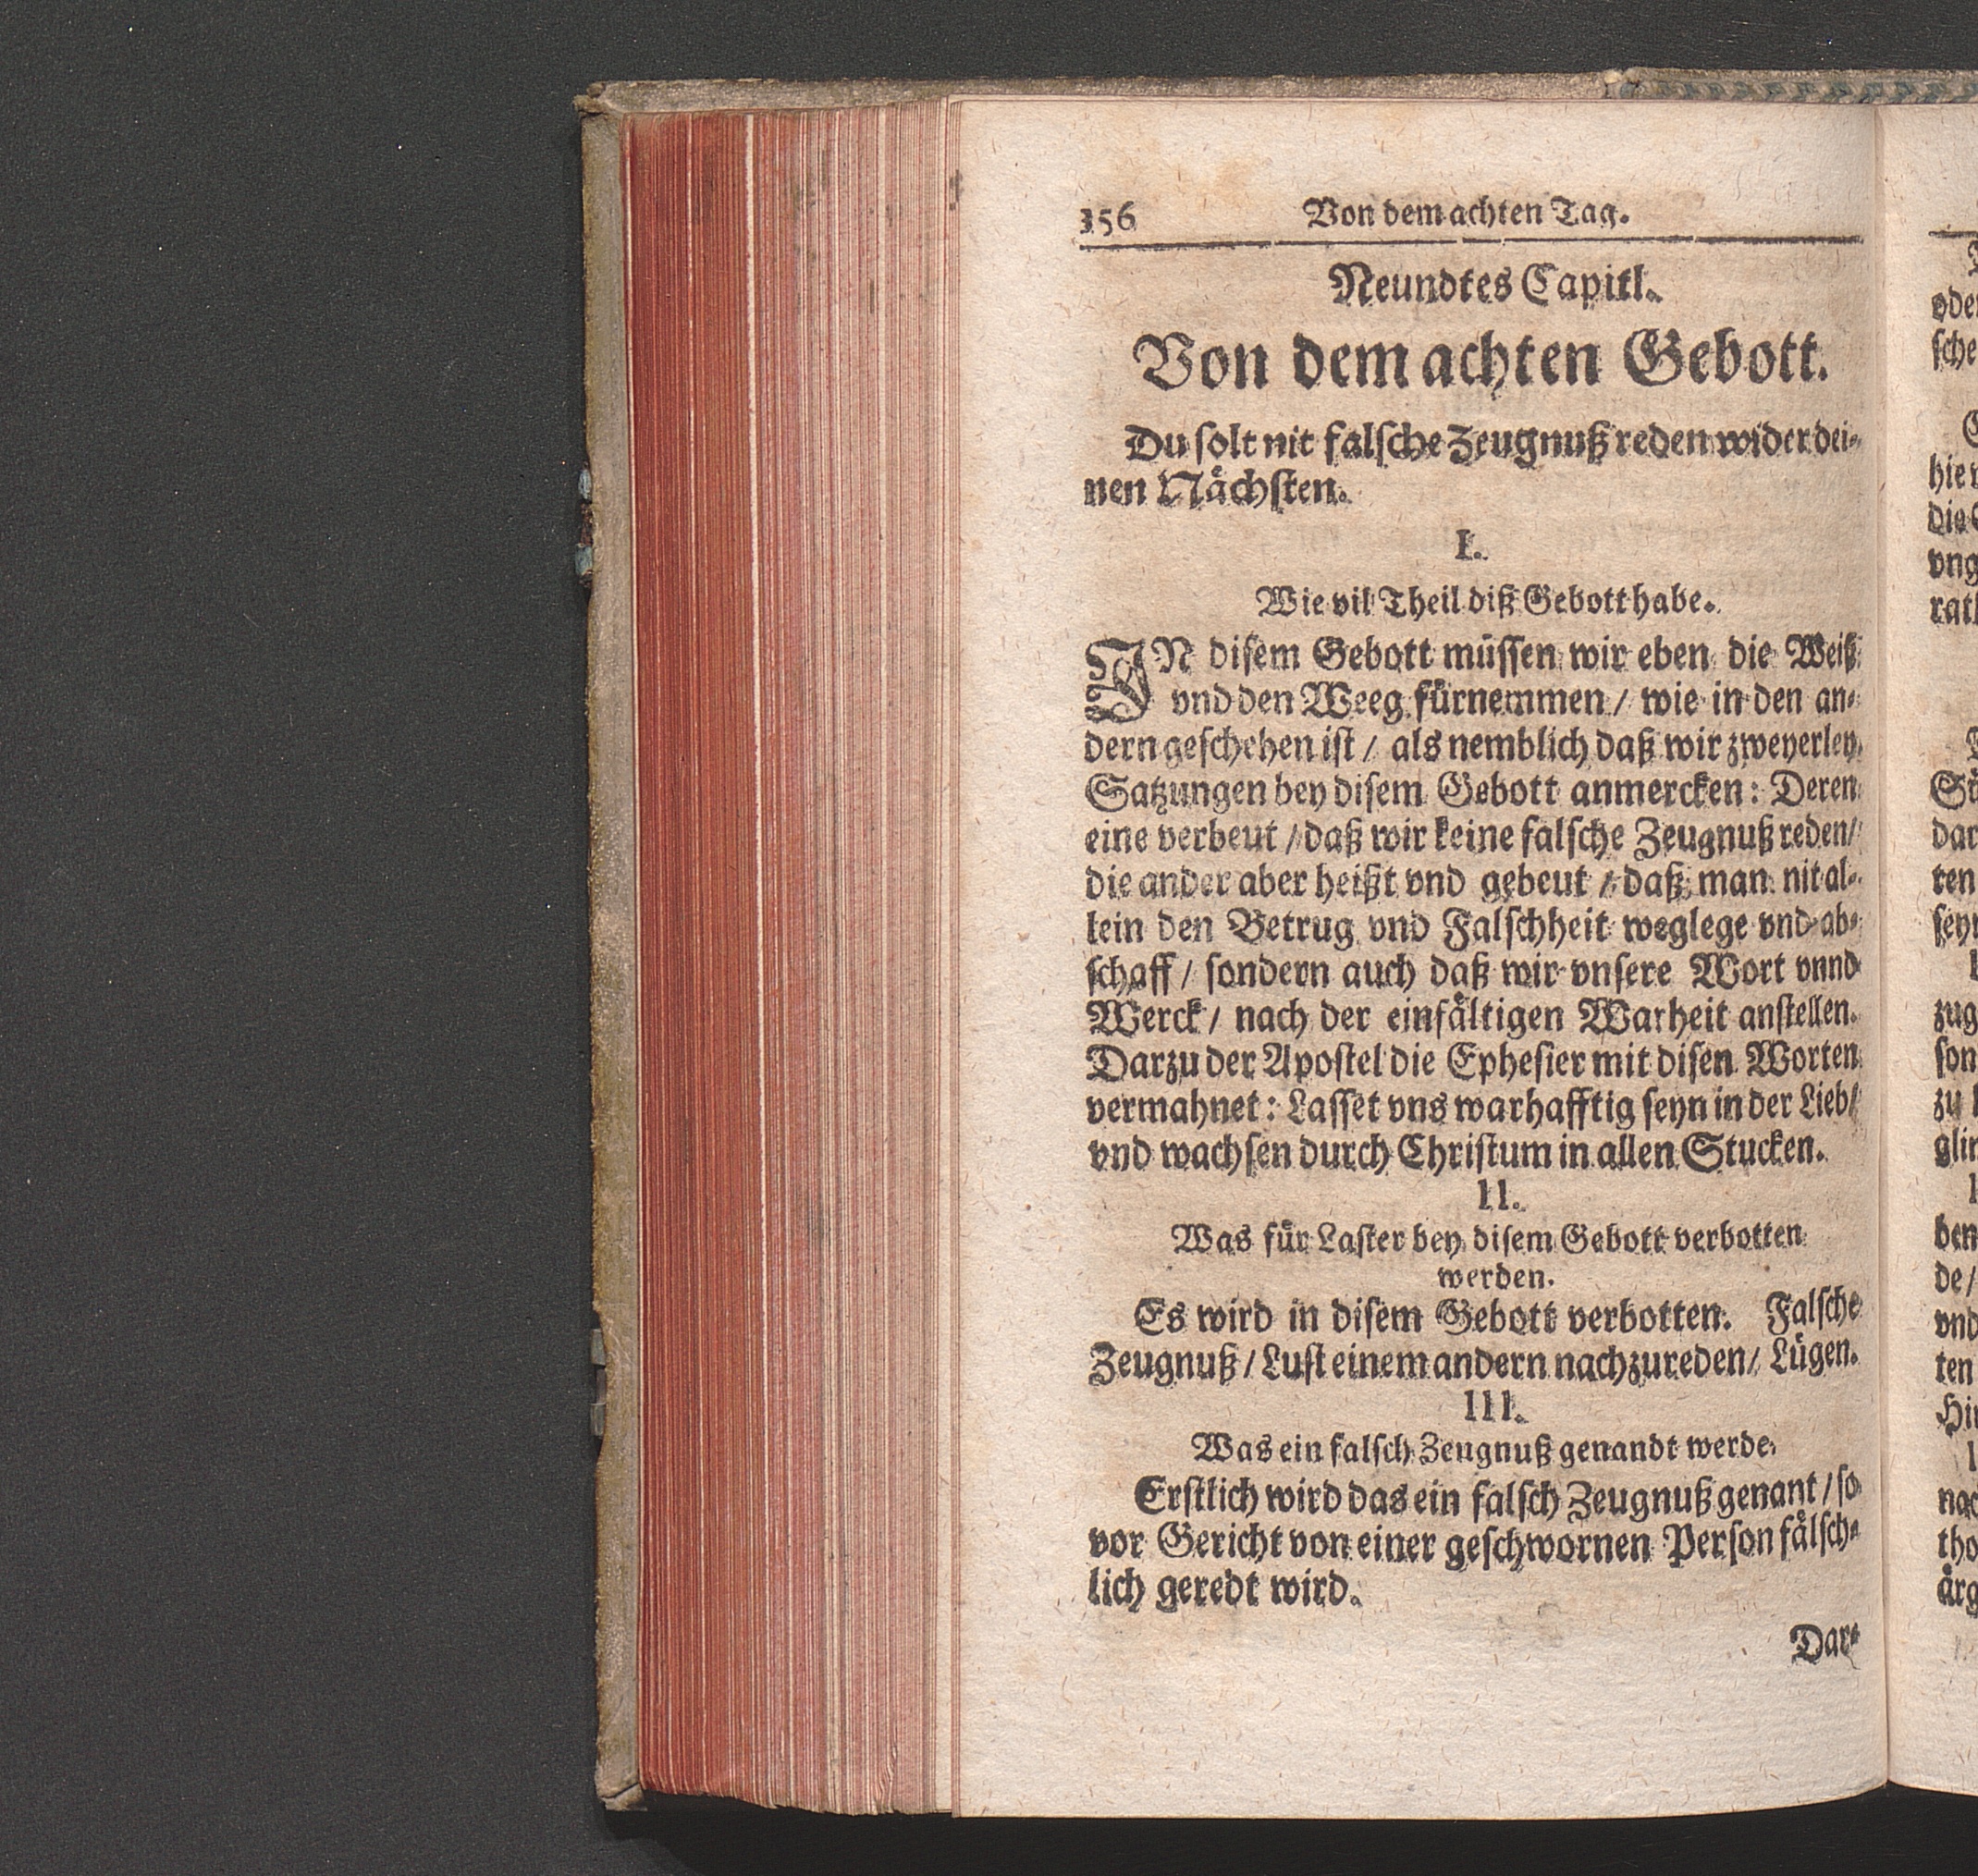 356 Von dem achten Tag.
Neundtes Capitl.
Von dem achten Gebott.
Du solt nit falsche Zeugnuß reden wider dei-
nen Nächsten.
I.
Wie vil Theil diß Gebott habe.
IN disem Gebott müssen wir eben die Weiß
vnd den Weeg fürnemmen / wie in den an-
dern geschehen ist / als nemblich daß wir zweyerley
Satzungen bey disem Gebott anmercken: Deren
eine verbeut / daß wir keine falsche Zeugnuß reden /
die ander aber heißt vnd gebeut / daß man nit al-
lein den Betrug vnd Falschheit weglege vnd ab-
schaff / sondern auch daß wir vnsere Wort vnnd
Werck / nach der einfältigen Warheit anstellen.
Darzu der Apostel die Ephesier mit disen Worten
vermahnet: Lasset vns warhafftig seyn in der Lieb /
vnd wachsen durch Christum in allen Stucken.
II.
Was für Laster bey disem Gebott verbotten
werden.
Es wird in disem Gebott verbotten. Falsche
Zeugnuß / Lust einem andern nachzureden / Lügen.
III.
Was ein falsch Zeugnuß genandt werde.
Erstlich wird das ein falsch Zeugnuß genant / so
vor Gericht von einer geschwornen Person fälsch-
lich geredt wird.
Dar-